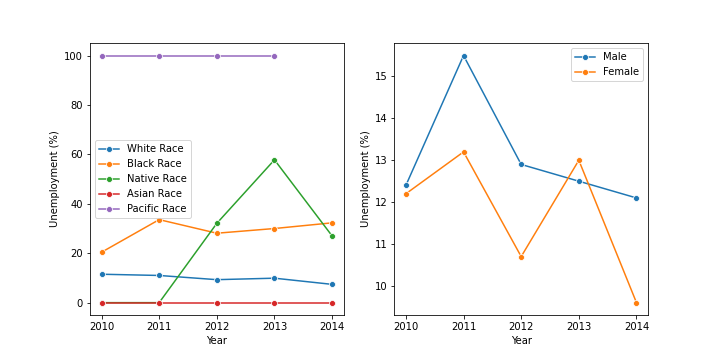 100
80
60
40
20
0
Unemployment (%)
White Race
Black Race
Native Race
Asian Race
Pacific Race
2010 2011 2012 2013 2014
Year
15
14
13
12
11
10
Unemployment (%)
Male
Female
2010 2011 2012 2013 2014
Year